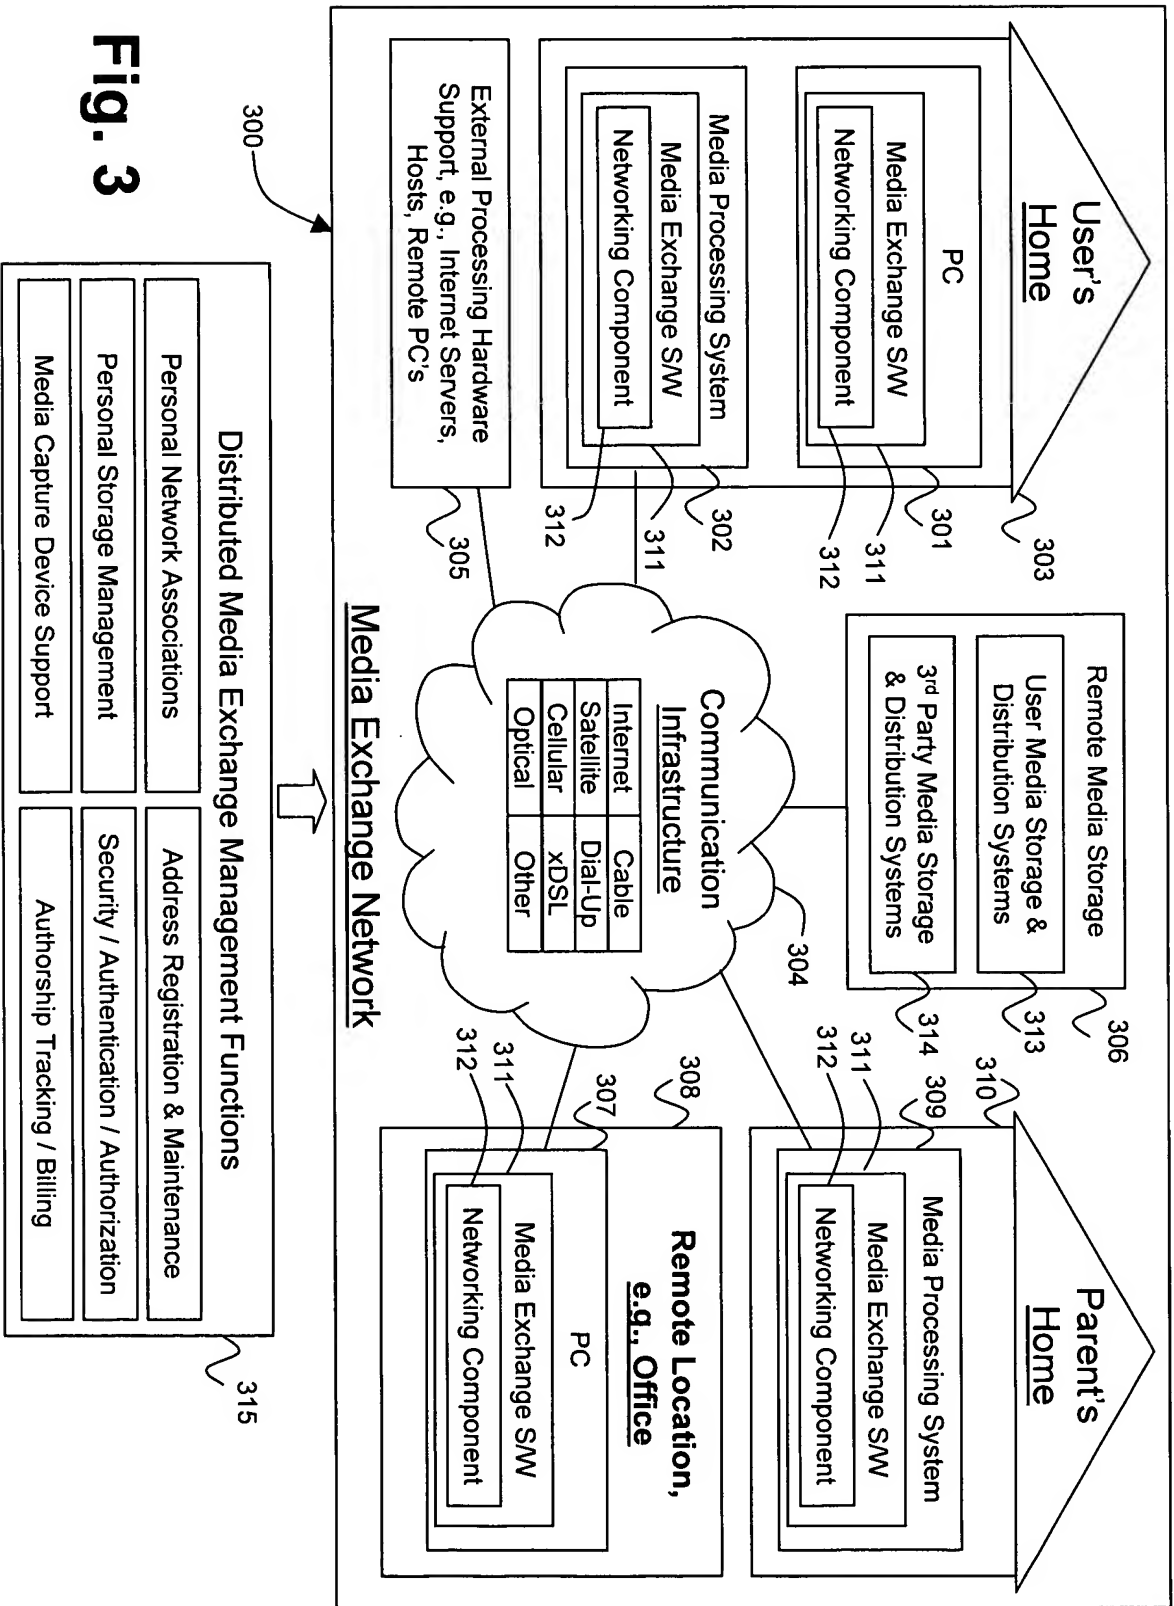 User's
Home
PC
Media Exchange S/W
Networking Component
Media Processing System
Media Exchange S/W
Networking Component
External Processing Hardware
Support, e.g., Internet Servers,
Hosts, Remote PC's
303
301
311
312
302
311
312
305
Remote Media Storage
User Media Storage &
Distribution Systems
3rd Party Media Storage
& Distribution Systems
306
313
314
304
Communication
Infrastructure
Internet Cable
Satellite Dial-Up
Cellular xDSL
Optical Other
Parent's
Home
Media Processing System
Media Exchange S/W
Networking Component
310
309
311
312
Remote Location,
e.g., Office
PC
Media Exchange S/W
Networking Component
308
307
311
312
Media Exchange Network
300
Distributed Media Exchange Management Functions
Personal Network Associations
Address Registration & Maintenance
Personal Storage Management
Security / Authentication / Authorization
Media Capture Device Support
Authorship Tracking / Billing
315
Fig. 3